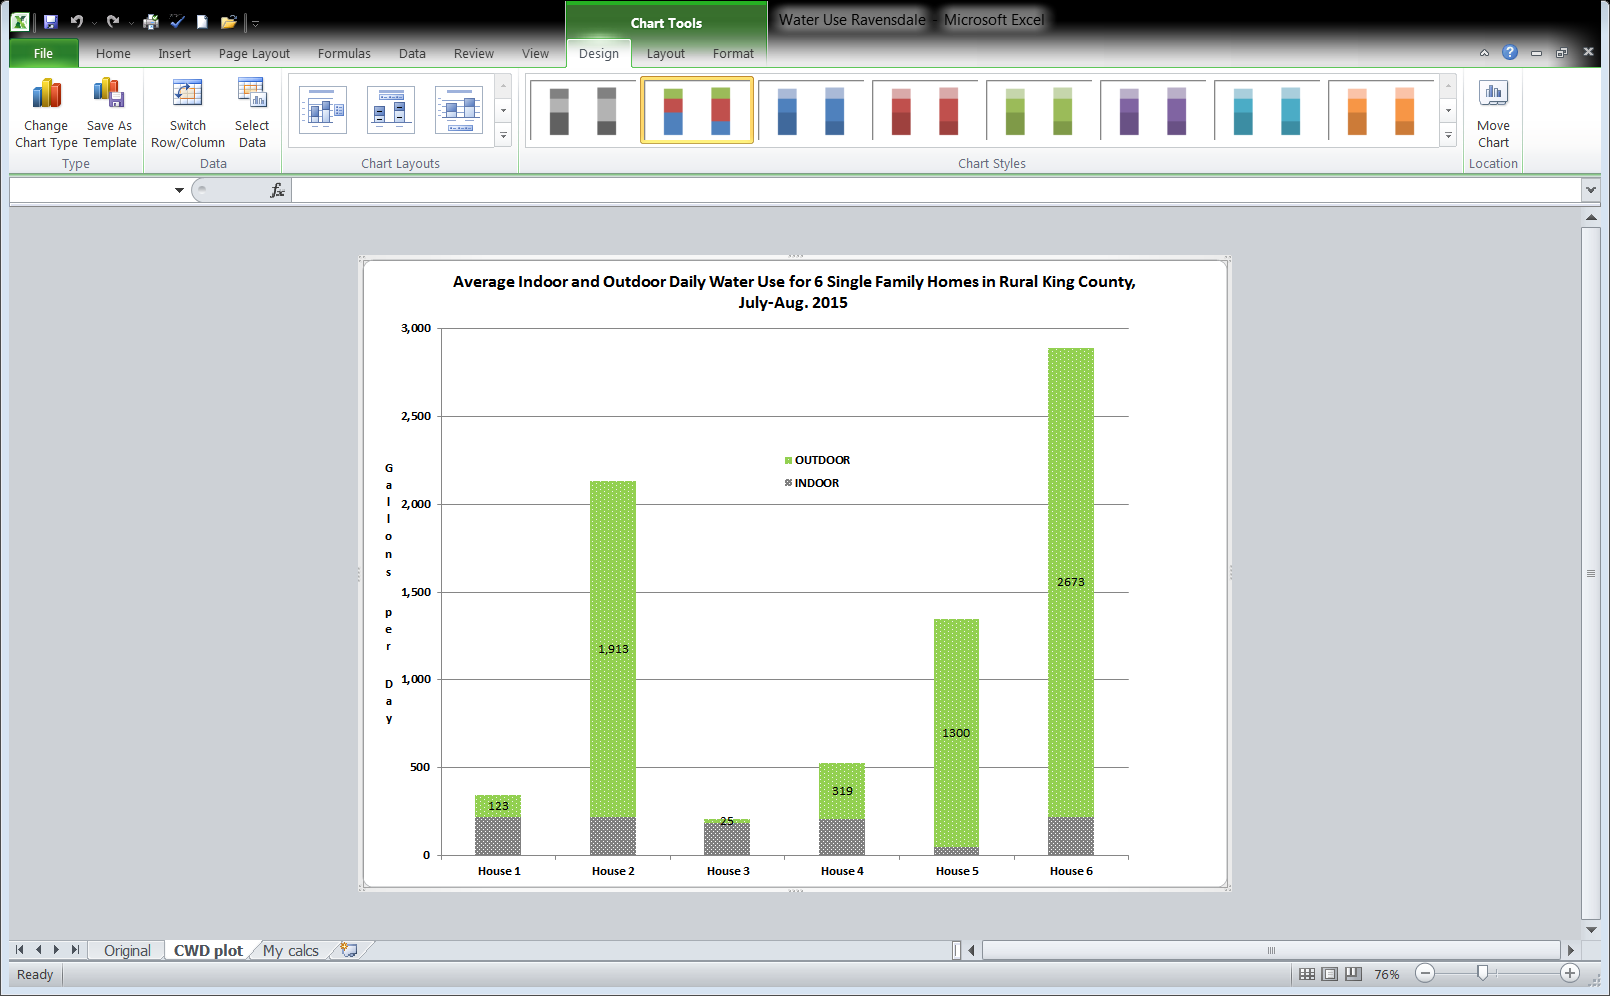 Chart Tools
Water Use Ravensdale - Microsoft Excel
File Home Insert Page Layout Formulas Data Review View Design Layout Format
Change Chart Type
Save As Template
Switch Row/Column
Select Data
Move Chart
Type Data Chart Layouts Chart Styles Location
fx
Average Indoor and Outdoor Daily Water Use for 6 Single Family Homes in Rural King County,
July-Aug. 2015
3,000
2,500
2,000
1,500
1,000
500
0
Gallons per Day
OUTDOOR
INDOOR
123
1,913
25
319
1300
2673
House 1 House 2 House 3 House 4 House 5 House 6
Original CWD plot My calcs
Ready 76%